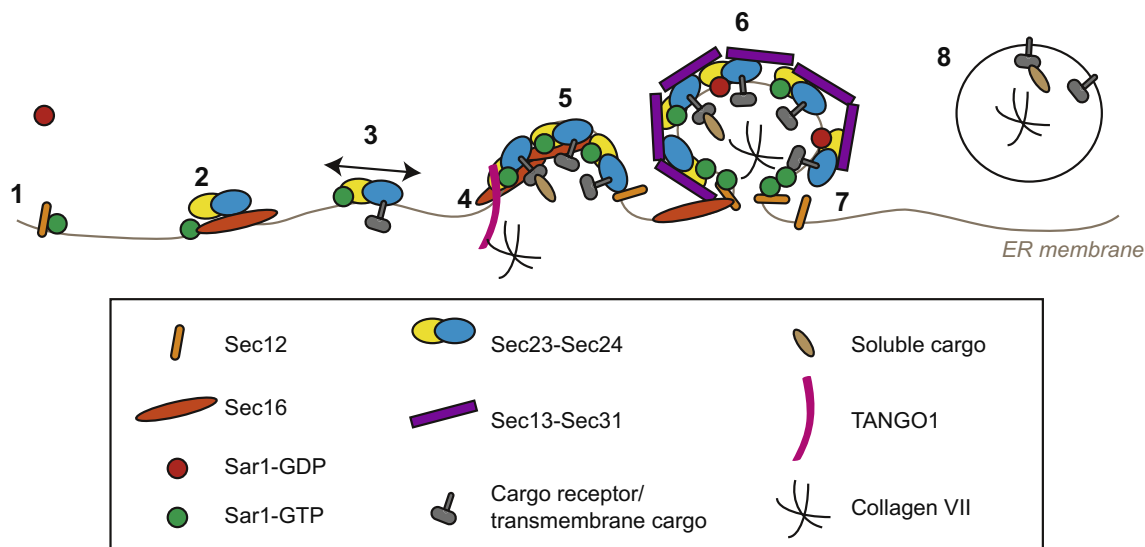 1
2
3
4
5
6
7
8
ER membrane
Sec12
Sec23-Sec24
Soluble cargo
Sec16
Sec13-Sec31
TANGO1
Sar1-GDP
Sar1-GTP
Cargo receptor/
transmembrane cargo
Collagen VII